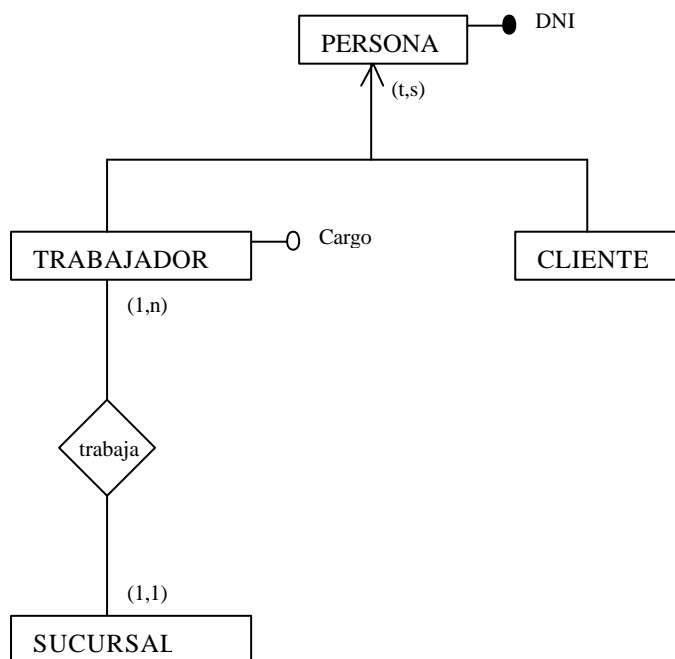 DNI
PERSONA
(t,s)
Cargo
TRABAJADOR
CLIENTE
(1,n)
trabaja
(1,1)
SUCURSAL